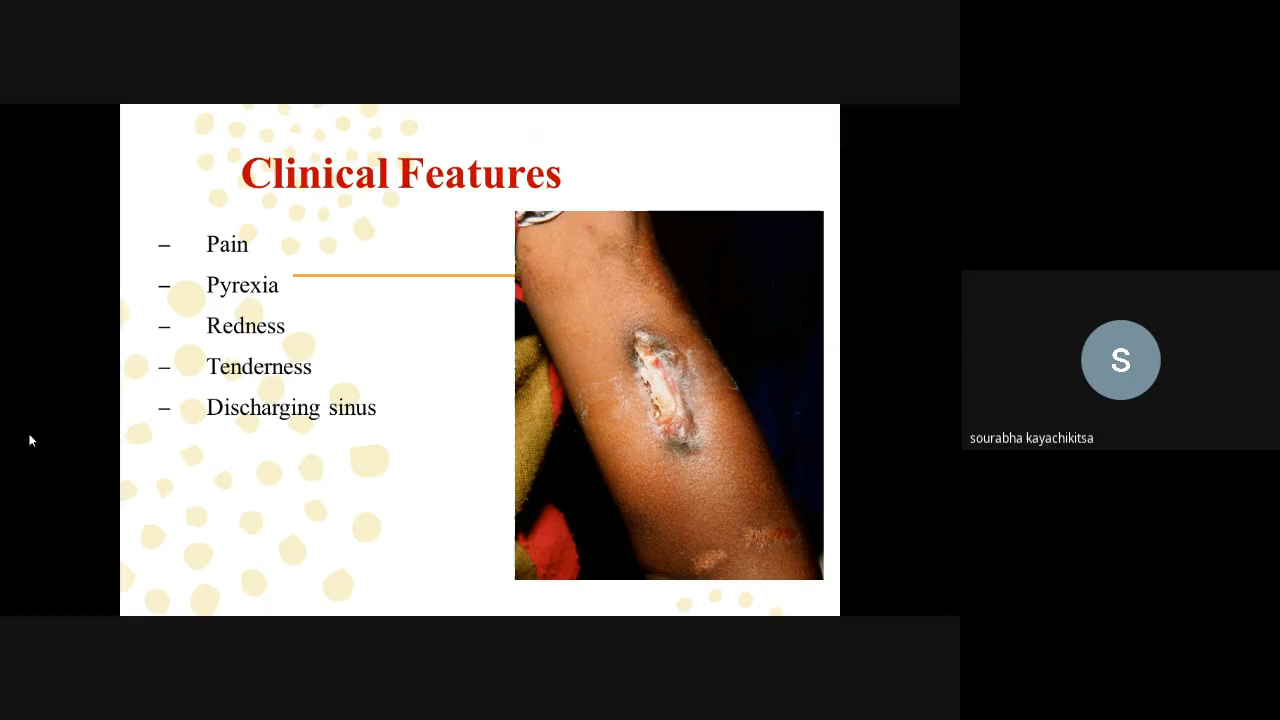 Clinical Features
– Pain
– Pyrexia
– Redness
– Tenderness
– Discharging sinus
S
sourabha kayachikitsa